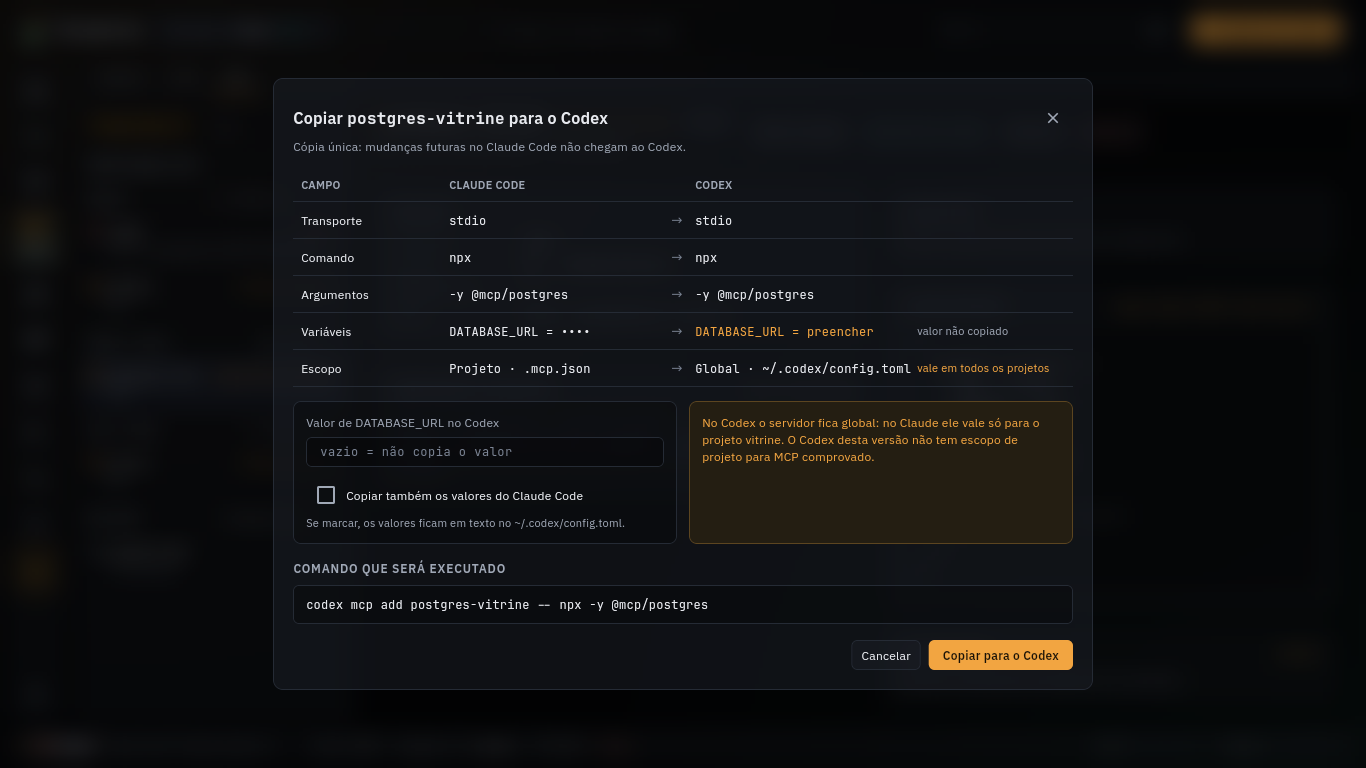 Copiar postgres-vitrine para o Codex
Cópia única: mudanças futuras no Claude Code não chegam ao Codex.
CAMPO CLAUDE CODE CODEX
Transporte stdio → stdio
Comando npx → npx
Argumentos -y @mcp/postgres → -y @mcp/postgres
Variáveis DATABASE_URL = •••• → DATABASE_URL = preencher valor não copiado
Escopo Projeto · .mcp.json → Global · ~/.codex/config.toml vale em todos os projetos
Valor de DATABASE_URL no Codex
vazio = não copia o valor
Copiar também os valores do Claude Code
Se marcar, os valores ficam em texto no ~/.codex/config.toml.
No Codex o servidor fica global: no Claude ele vale só para o
projeto vitrine. O Codex desta versão não tem escopo de
projeto para MCP comprovado.
COMANDO QUE SERÁ EXECUTADO
codex mcp add postgres-vitrine -- npx -y @mcp/postgres
Cancelar Copiar para o Codex